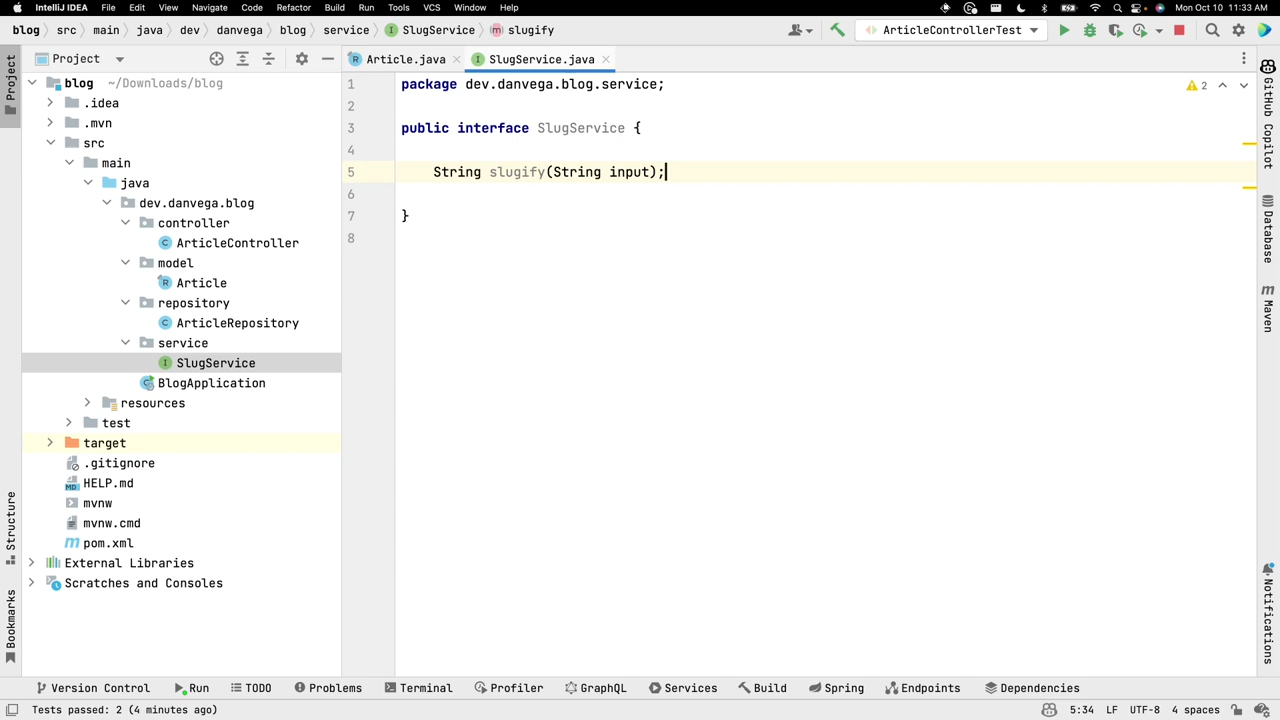 IntelliJ IDEA File Edit View Navigate Code Refactor Build Run Tools VCS Window Help Mon Oct 10 11:33 AM
blog src main java dev danvega blog service SlugService slugify ArticleControllerTest
Project
Article.java SlugService.java
blog ~/Downloads/blog
.idea
.mvn
src
main
java
dev.danvega.blog
controller
ArticleController
model
Article
repository
ArticleRepository
service
SlugService
BlogApplication
resources
test
target
.gitignore
HELP.md
mvnw
mvnw.cmd
pom.xml
External Libraries
Scratches and Consoles
1 package dev.danvega.blog.service;
2
3 public interface SlugService {
4
5 String slugify(String input);
6
7 }
8
2
Project
Structure
Bookmarks
GitHub Copilot
Database
Maven
Notifications
Version Control Run TODO Problems Terminal Profiler GraphQL Services Build Spring Endpoints Dependencies
Tests passed: 2 (4 minutes ago) 5:34 LF UTF-8 4 spaces